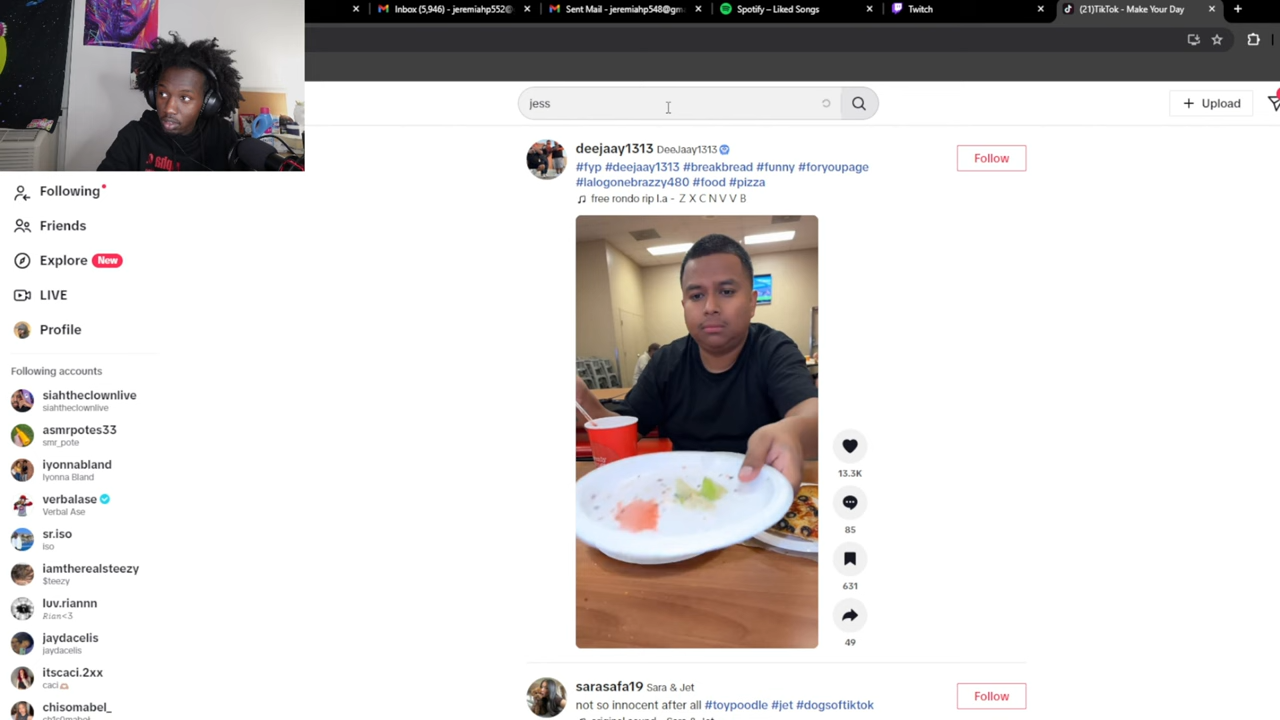 Inbox (5,946) - jeremiahp552@
Sent Mail - jeremiahp548@gm
Spotify – Liked Songs
Twitch
(21)TikTok - Make Your Day
jess
Upload
deejaay1313 DeeJaay1313
#fyp #deejaay1313 #breakbread #funny #foryoupage
#lalogonebrazzy480 #food #pizza
free rondo rip l.a - Z X C N V V B
Follow
Following
Friends
Explore New
LIVE
Profile
Following accounts
siahtheclownlive
siahtheclownlive
asmrpotes33
smr_pote
iyonnabland
Iyonna Bland
verbalase
Verbal Ase
sr.iso
iso
iamtherealsteezy
$teezy
luv.riannn
Rian<3
jaydacelis
jaydacelis
itscaci.2xx
caci
chisomabel_
13.3K
85
631
49
sarasafa19 Sara & Jet
not so innocent after all #toypoodle #jet #dogsoftiktok
Follow